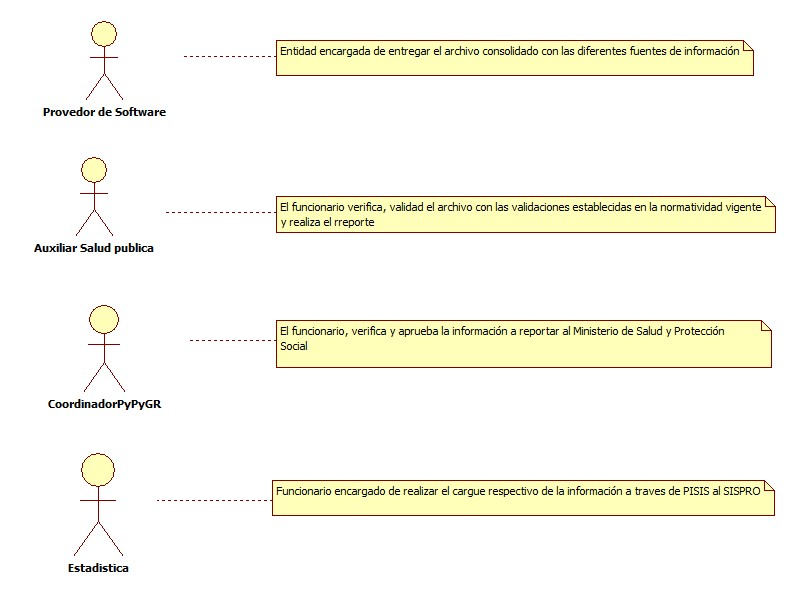 Entidad encargada de entregar el archivo consolidado con las diferentes fuentes de información
Provedor de Software
El funcionario verifica, validad el archivo con las validaciones establecidas en la normatividad vigente
y realiza el rreporte
Auxiliar Salud publica
El funcionario, verifica y aprueba la información a reportar al Ministerio de Salud y Protección
Social
CoordinadorPyPyGR
Funcionario encargado de realizar el cargue respectivo de la información a traves de PISIS al SISPRO
Estadistica